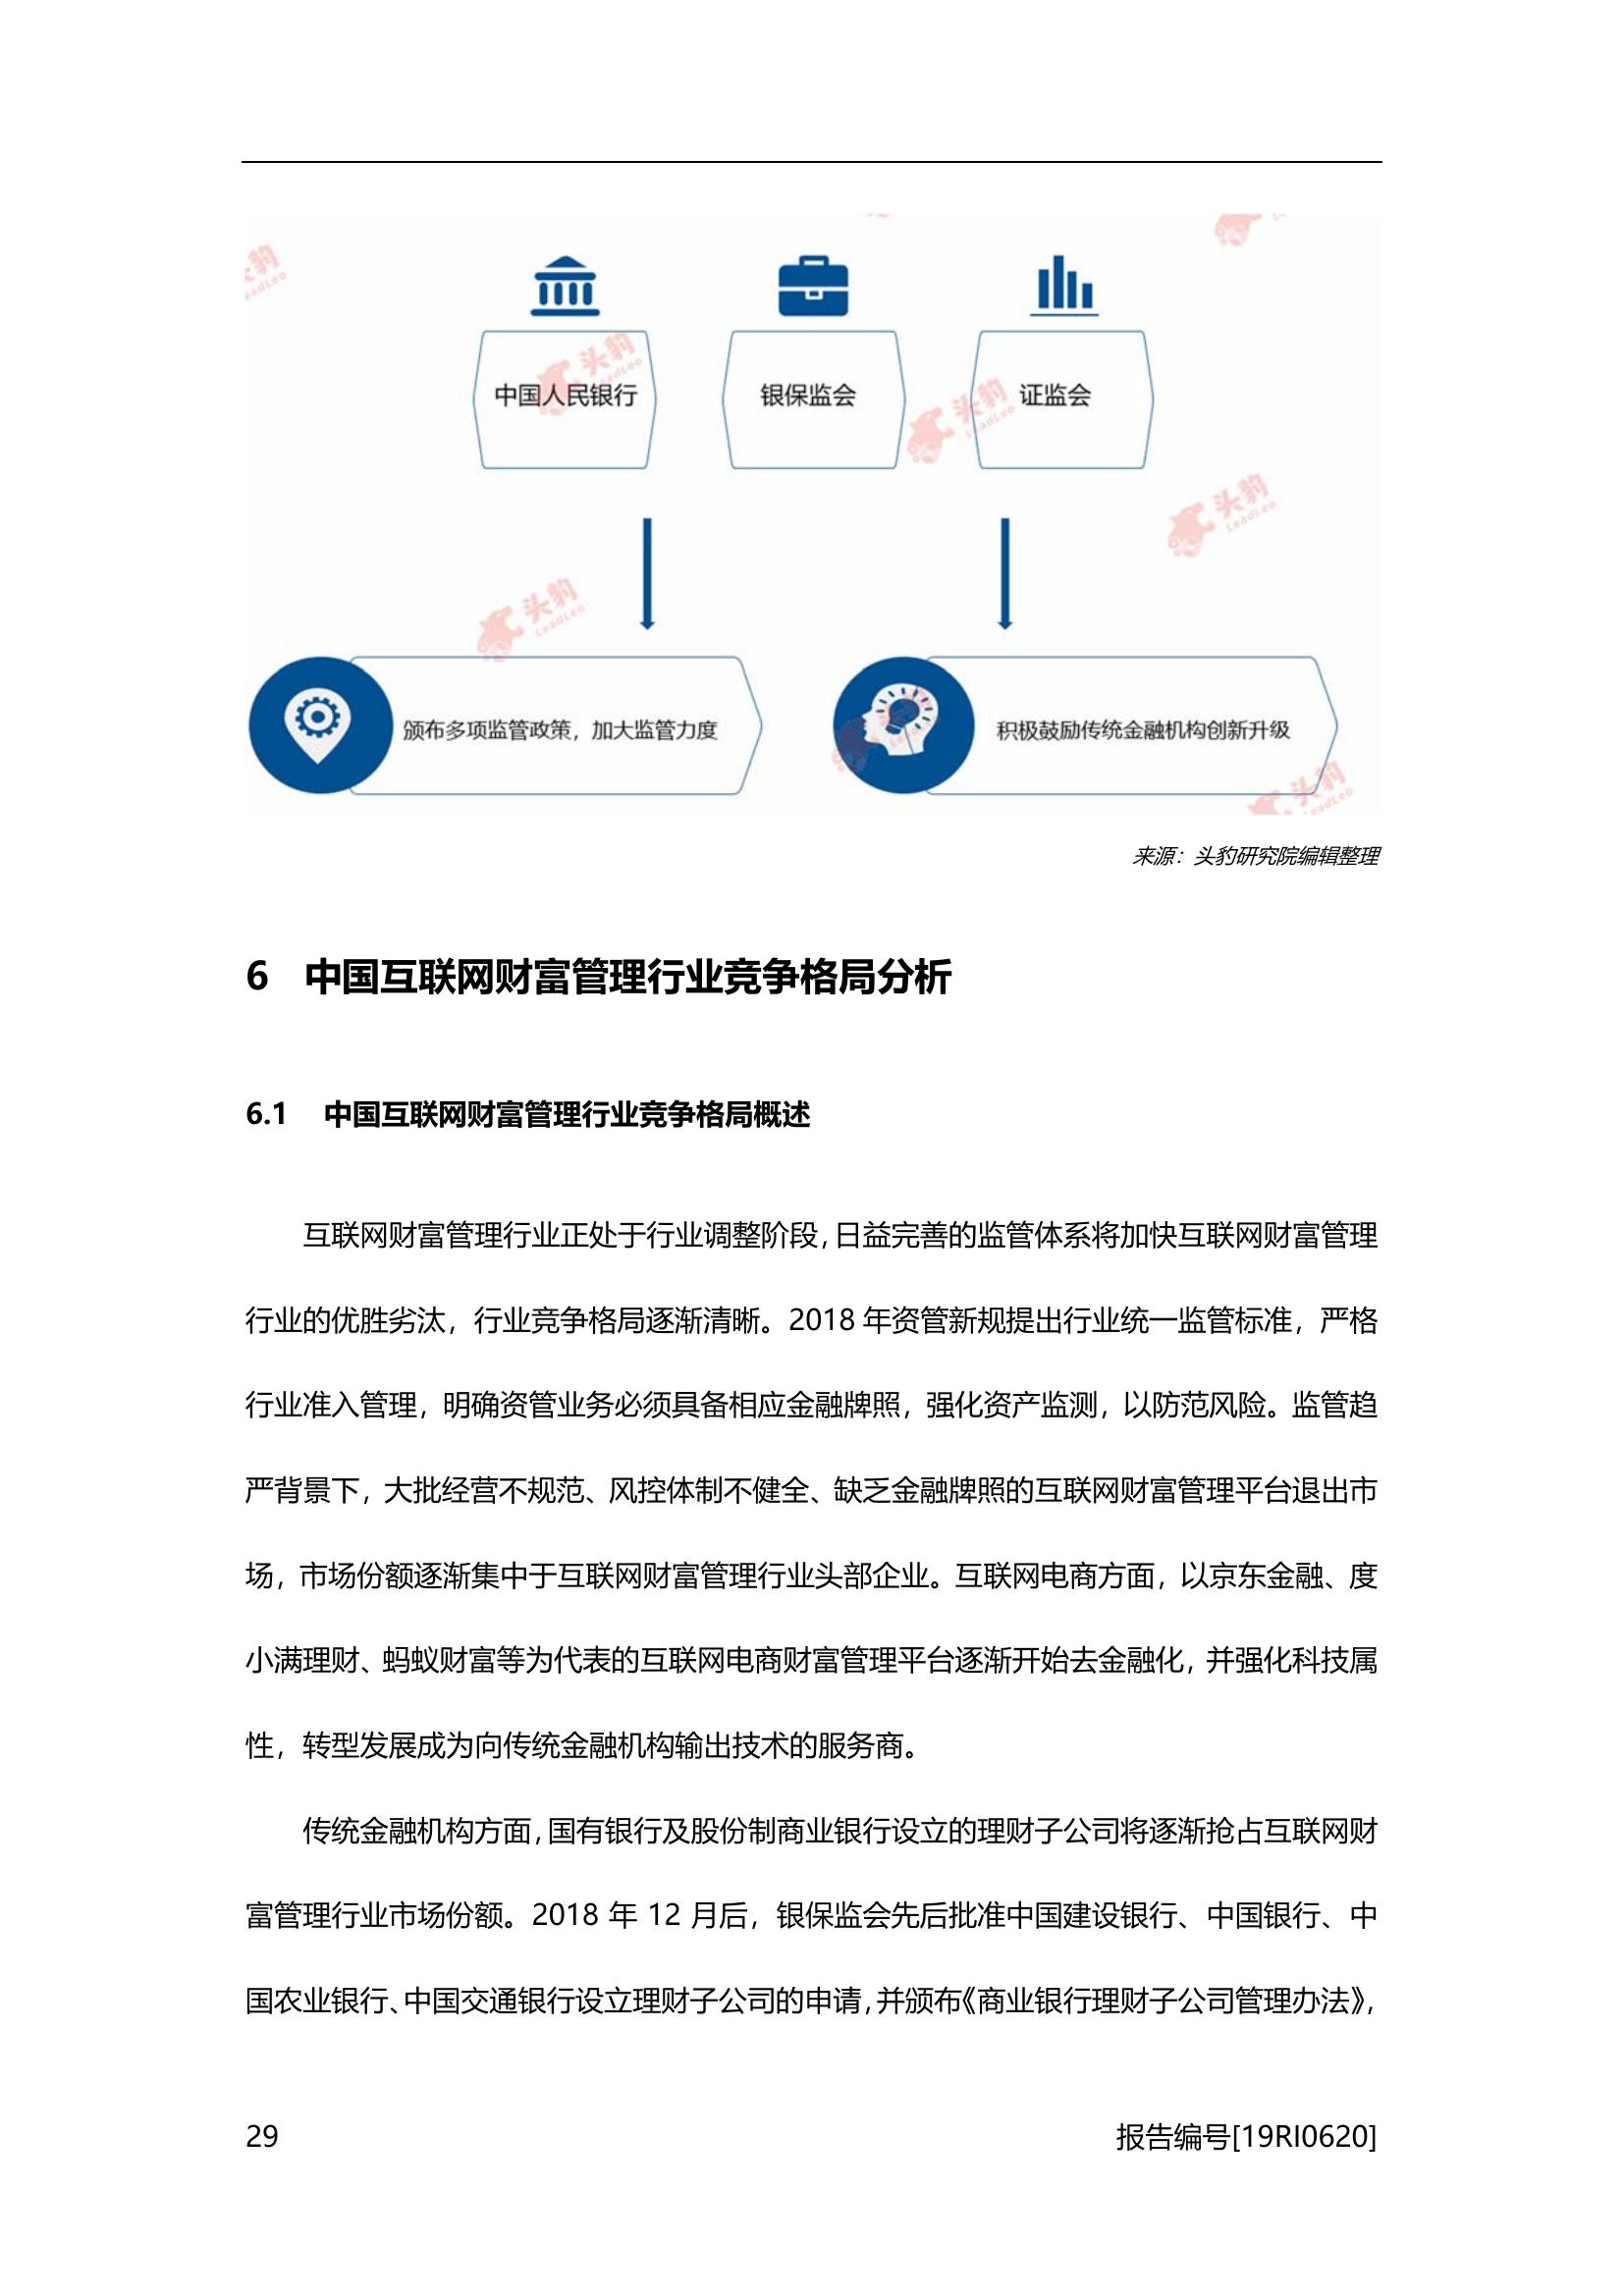 中国人民银行
银保监会
证监会
颁布多项监管政策，加大监管力度
积极鼓励传统金融机构创新升级
来源：头豹研究院编辑整理
6 中国互联网财富管理行业竞争格局分析
6.1 中国互联网财富管理行业竞争格局概述
互联网财富管理行业正处于行业调整阶段，日益完善的监管体系将加快互联网财富管理
行业的优胜劣汰，行业竞争格局逐渐清晰。2018 年资管新规提出行业统一监管标准，严格
行业准入管理，明确资管业务必须具备相应金融牌照，强化资产监测，以防范风险。监管趋
严背景下，大批经营不规范、风控体制不健全、缺乏金融牌照的互联网财富管理平台退出市
场，市场份额逐渐集中于互联网财富管理行业头部企业。互联网电商方面，以京东金融、度
小满理财、蚂蚁财富等为代表的互联网电商财富管理平台逐渐开始去金融化，并强化科技属
性，转型发展成为向传统金融机构输出技术的服务商。
传统金融机构方面，国有银行及股份制商业银行设立的理财子公司将逐渐抢占互联网财
富管理行业市场份额。2018 年 12 月后，银保监会先后批准中国建设银行、中国银行、中
国农业银行、中国交通银行设立理财子公司的申请，并颁布《商业银行理财子公司管理办法》，
29
报告编号[19RI0620]
头豹
LeadLeo
头豹
LeadLeo
头豹
LeadLeo
头豹
LeadLeo